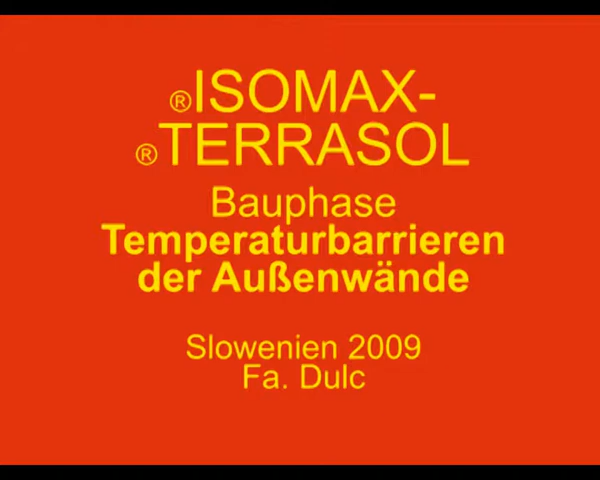 ®ISOMAX-
®TERRASOL
Bauphase
Temperaturbarrieren
der Außenwände
Slowenien 2009
Fa. Dulc